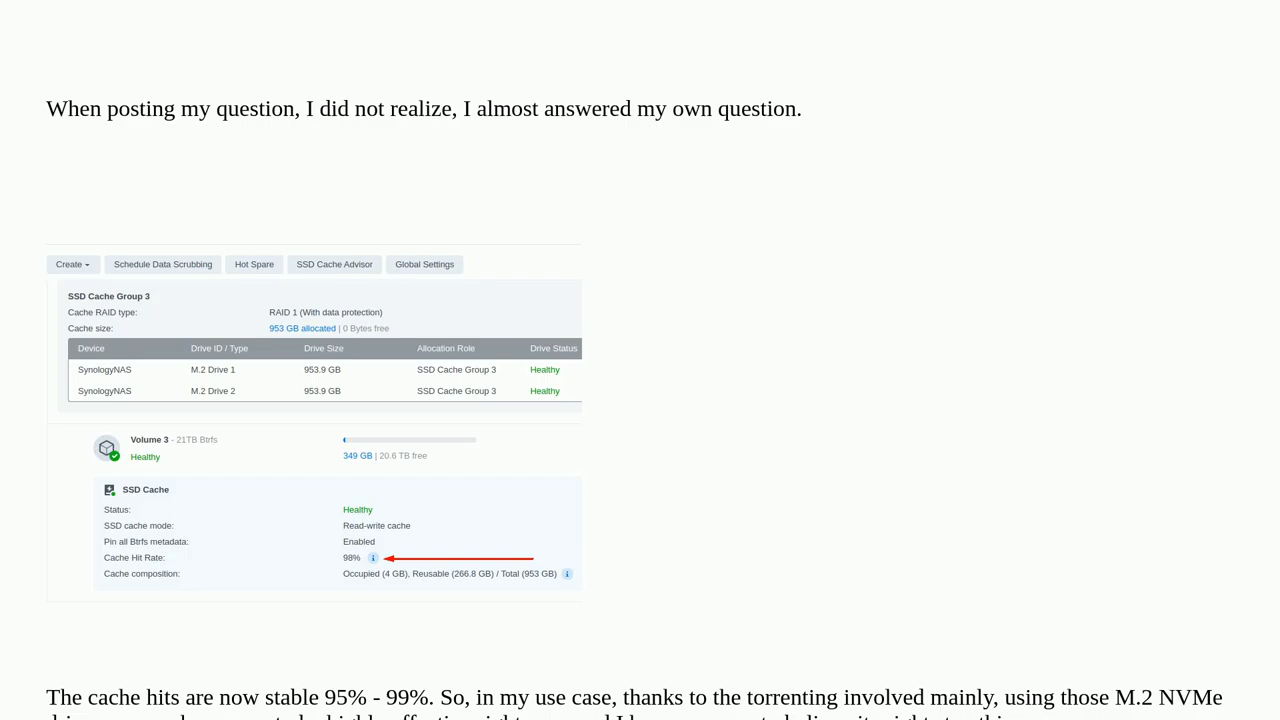 When posting my question, I did not realize, I almost answered my own question.
Create
Schedule Data Scrubbing
Hot Spare
SSD Cache Advisor
Global Settings
SSD Cache Group 3
Cache RAID type: RAID 1 (With data protection)
Cache size: 953 GB allocated | 0 Bytes free
Device Drive ID / Type Drive Size Allocation Role Drive Status
SynologyNAS M.2 Drive 1 953.9 GB SSD Cache Group 3 Healthy
SynologyNAS M.2 Drive 2 953.9 GB SSD Cache Group 3 Healthy
Volume 3 - 21TB Btrfs
Healthy
349 GB | 20.6 TB free
SSD Cache
Status: Healthy
SSD cache mode: Read-write cache
Pin all Btrfs metadata: Enabled
Cache Hit Rate: 98%
Cache composition: Occupied (4 GB), Reusable (266.8 GB) / Total (953 GB)
The cache hits are now stable 95% - 99%. So, in my use case, thanks to the torrenting involved mainly, using those M.2 NVMe